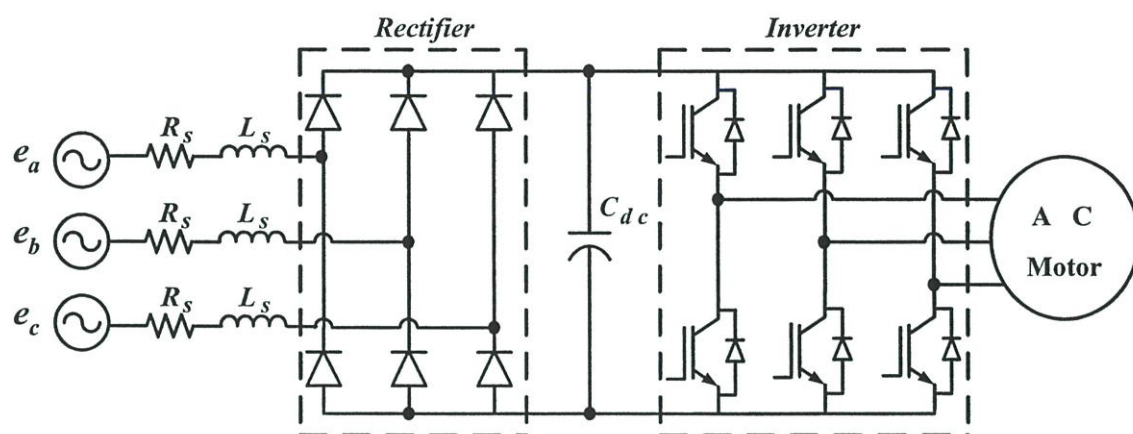 Rectifier
Inverter
e_a
R_s
L_s
e_b
R_s
L_s
e_c
R_s
L_s
C_dc
A C
Motor